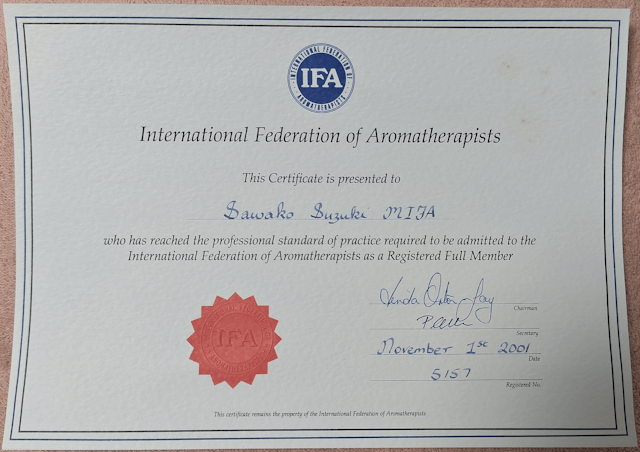 INTERNATIONAL FEDERATION OF
IFA
AROMATHERAPISTS
International Federation of Aromatherapists
This Certificate is presented to
Sawako Suzuki MIFA
who has reached the professional standard of practice required to be admitted to the
International Federation of Aromatherapists as a Registered Full Member
Chairman
Secretary
November 1st 2001
Date
5157
Registered No.
IFA
This certificate remains the property of the International Federation of Aromatherapists